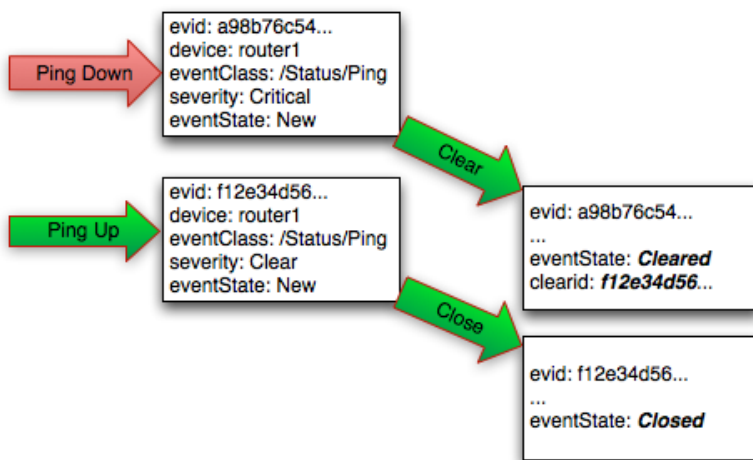 Ping Down
evid: a98b76c54...
device: router1
eventClass: /Status/Ping
severity: Critical
eventState: New
Clear
Ping Up
evid: f12e34d56...
device: router1
eventClass: /Status/Ping
severity: Clear
eventState: New
evid: a98b76c54...
...
eventState: Cleared
clearid: f12e34d56...
Close
evid: f12e34d56...
...
eventState: Closed